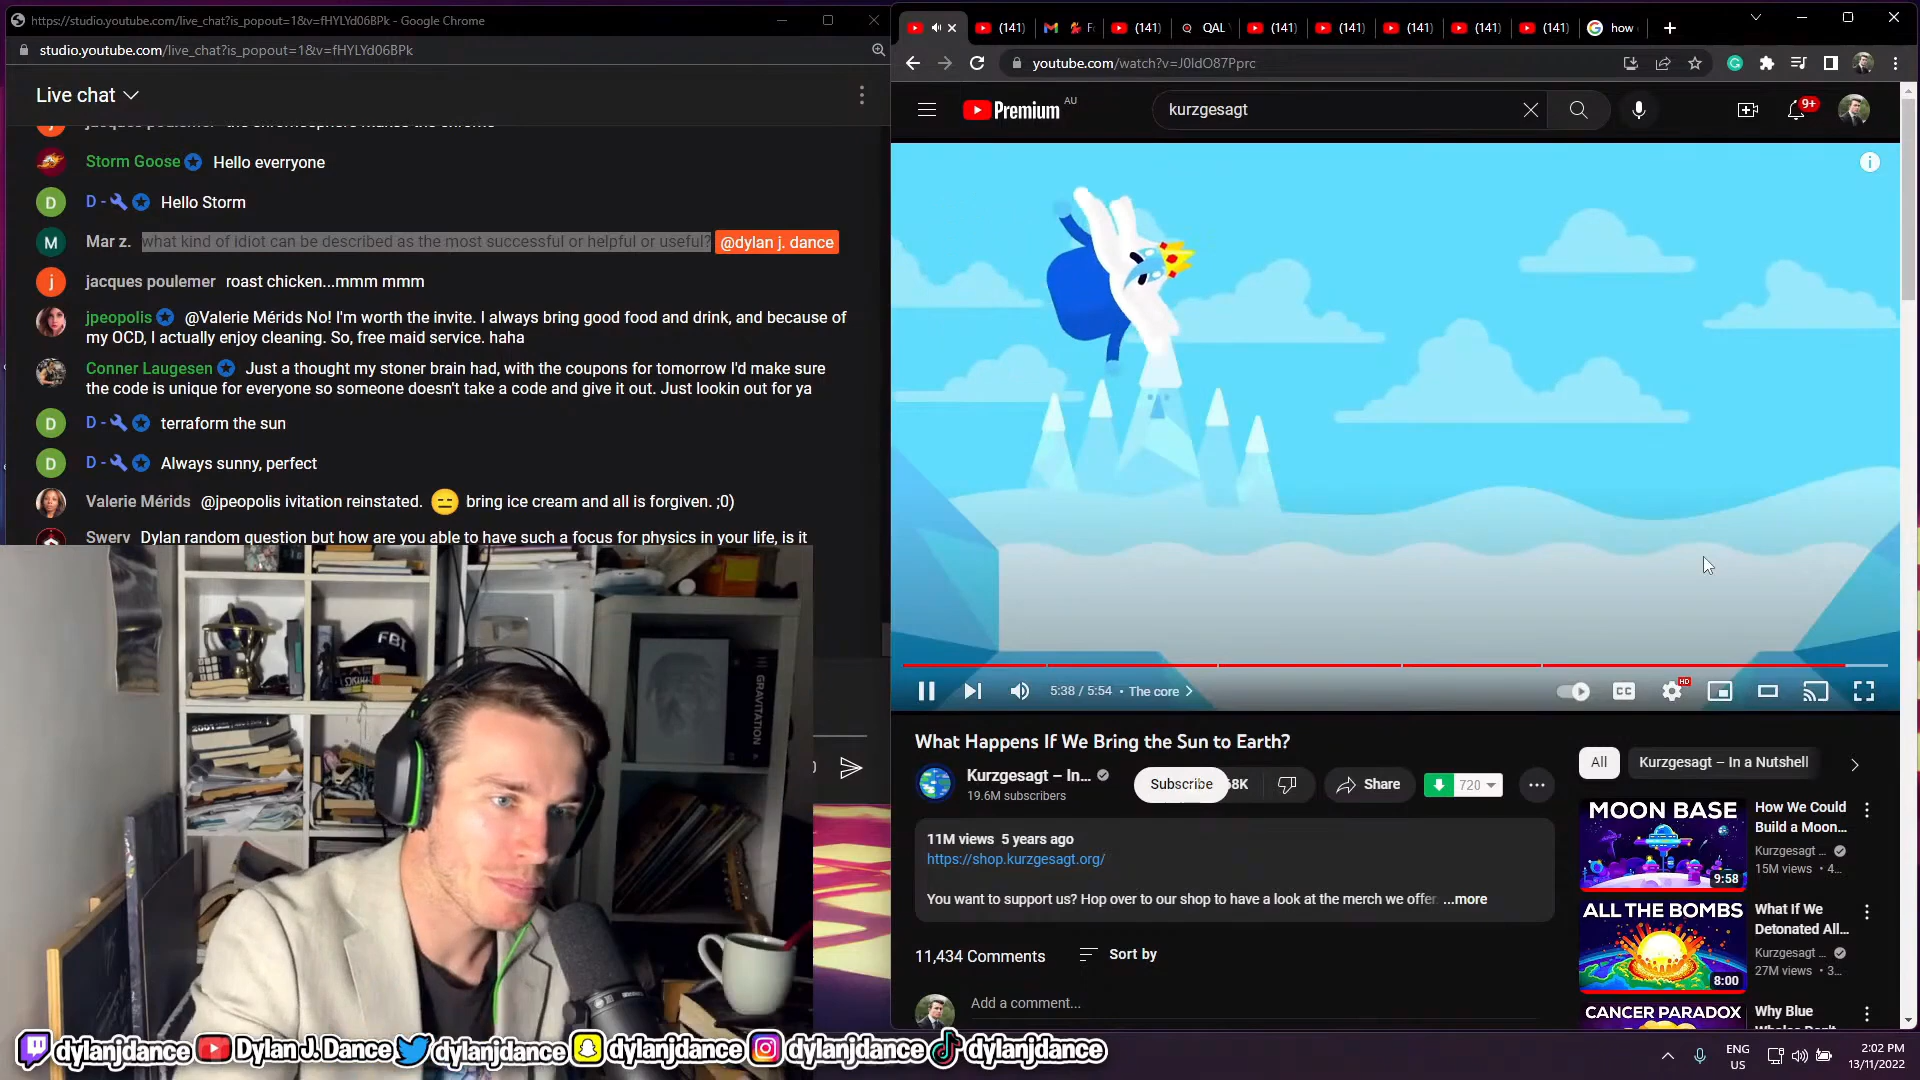 https://studio.youtube.com/live_chat?is_popout=1&v=fHYLYd06BPk - Google Chrome
studio.youtube.com/live_chat?is_popout=1&v=fHYLYd06BPk
Live chat
Storm Goose Hello everryone
D - Hello Storm
Mar z. what kind of idiot can be described as the most successful or helpful or useful? @dylan j. dance
jacques poulemer roast chicken...mmm mmm
jpeopolis @Valerie Mérids No! I'm worth the invite. I always bring good food and drink, and because of
my OCD, I actually enjoy cleaning. So, free maid service. haha
Conner Laugesen Just a thought my stoner brain had, with the coupons for tomorrow I'd make sure
the code is unique for everyone so someone doesn't take a code and give it out. Just lookin out for ya
D - terraform the sun
D - Always sunny, perfect
Valerie Mérids @jpeopolis ivitation reinstated. bring ice cream and all is forgiven. ;0)
Swerv Dylan random question but how are you able to have such a focus for physics in your life, is it
FBI
GRAVITATION
(141) (141) QAL (141) (141) (141) (141) (141) how
youtube.com/watch?v=J0ldO87Pprc
Premium AU
kurzgesagt
9+
5:38 / 5:54 • The core
CC HD
What Happens If We Bring the Sun to Earth?
Kurzgesagt – In...
19.6M subscribers
Subscribe
Share
720
11M views 5 years ago
https://shop.kurzgesagt.org/
You want to support us? Hop over to our shop to have a look at the merch we offer ...more
11,434 Comments
Sort by
Add a comment...
All
Kurzgesagt – In a Nutshell
MOON BASE
9:58
How We Could
Build a Moon...
Kurzgesagt ...
15M views • 4...
ALL THE BOMBS
8:00
What If We
Detonated All...
Kurzgesagt ...
27M views • 3...
CANCER PARADOX
Why Blue
dylanjdance Dylan J. Dance dylanjdance dylanjdance dylanjdance dylanjdance
ENG
US
2:02 PM
13/11/2022